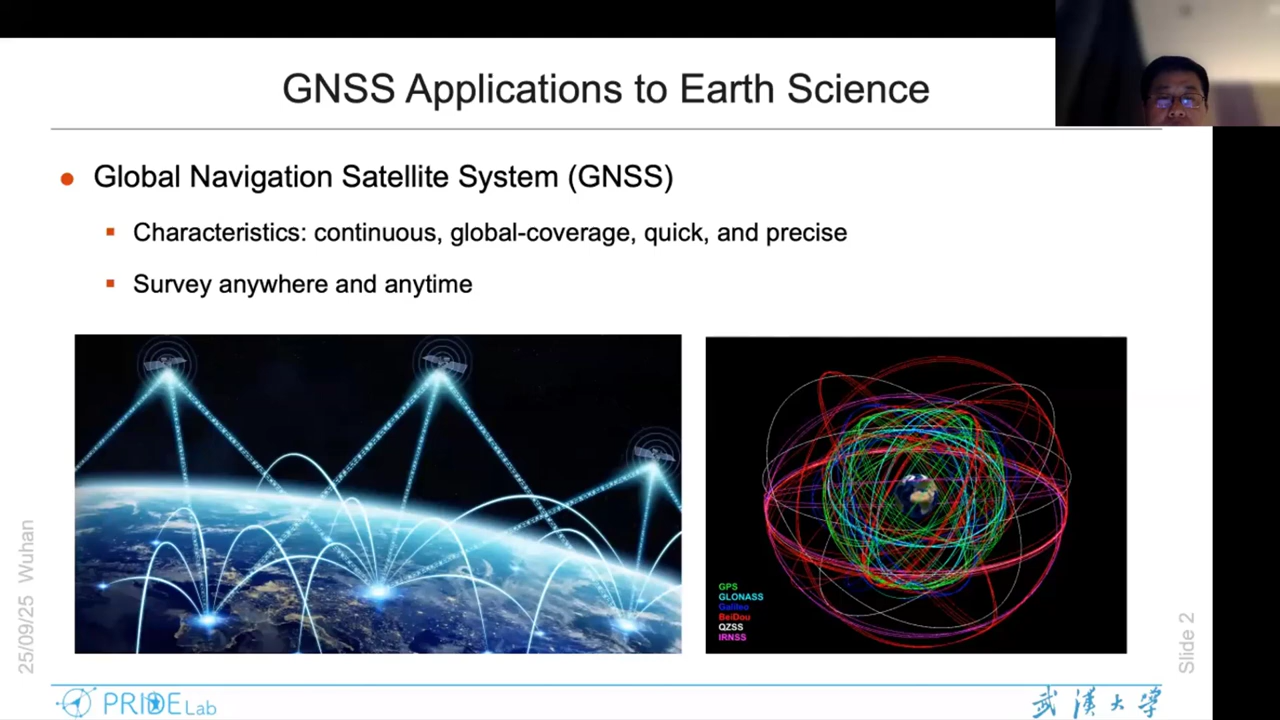 GNSS Applications to Earth Science
Global Navigation Satellite System (GNSS)
Characteristics: continuous, global-coverage, quick, and precise
Survey anywhere and anytime
GPS
GLONASS
Galileo
BeiDou
QZSS
IRNSS
25/09/25 Wuhan
Slide 2
PRIDE Lab
武漢大学